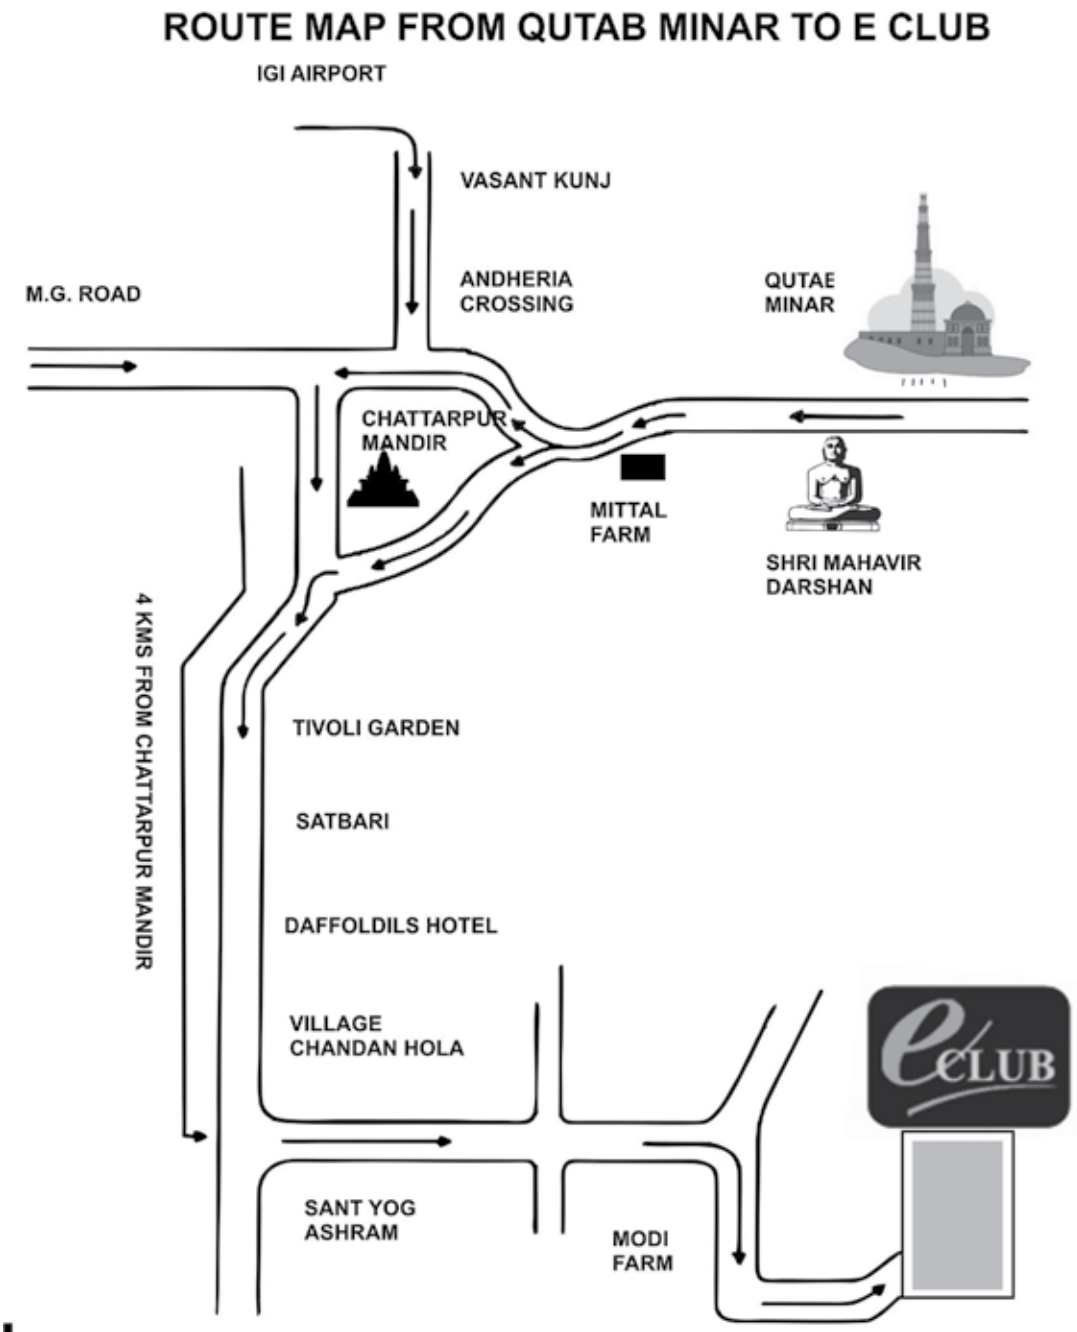 ROUTE MAP FROM QUTAB MINAR TO E CLUB
IGI AIRPORT
VASANT KUNJ
M.G. ROAD
ANDHERIA
CROSSING
QUTAE
MINAR
CHATTARPUR
MANDIR
MITTAL
FARM
SHRI MAHAVIR
DARSHAN
4 KMS FROM CHATTARPUR MANDIR
TIVOLI GARDEN
SATBARI
DAFFOLDILS HOTEL
VILLAGE
CHANDAN HOLA
eCLUB
SANT YOG
ASHRAM
MODI
FARM